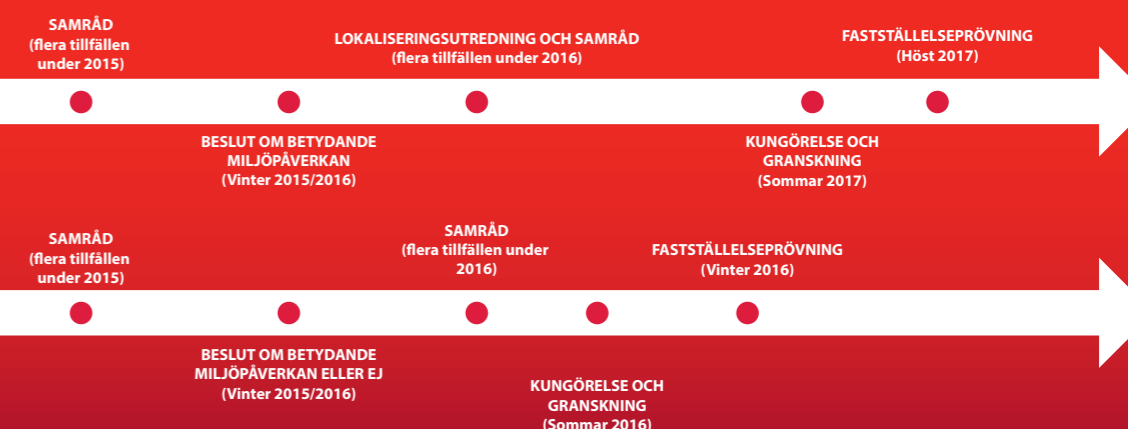 SAMRÅD
(flera tillfällen
under 2015)
BESLUT OM BETYDANDE
MILJÖPÅVERKAN
(Vinter 2015/2016)
LOKALISERINGSUTREDNING OCH SAMRÅD
(flera tillfällen under 2016)
KUNGÖRELSE OCH
GRANSKNING
(Sommar 2017)
FASTSTÄLLELSEPRÖVNING
(Höst 2017)
SAMRÅD
(flera tillfällen
under 2015)
BESLUT OM BETYDANDE
MILJÖPÅVERKAN ELLER EJ
(Vinter 2015/2016)
SAMRÅD
(flera tillfällen under
2016)
KUNGÖRELSE OCH
GRANSKNING
(Sommar 2016)
FASTSTÄLLELSEPRÖVNING
(Vinter 2016)